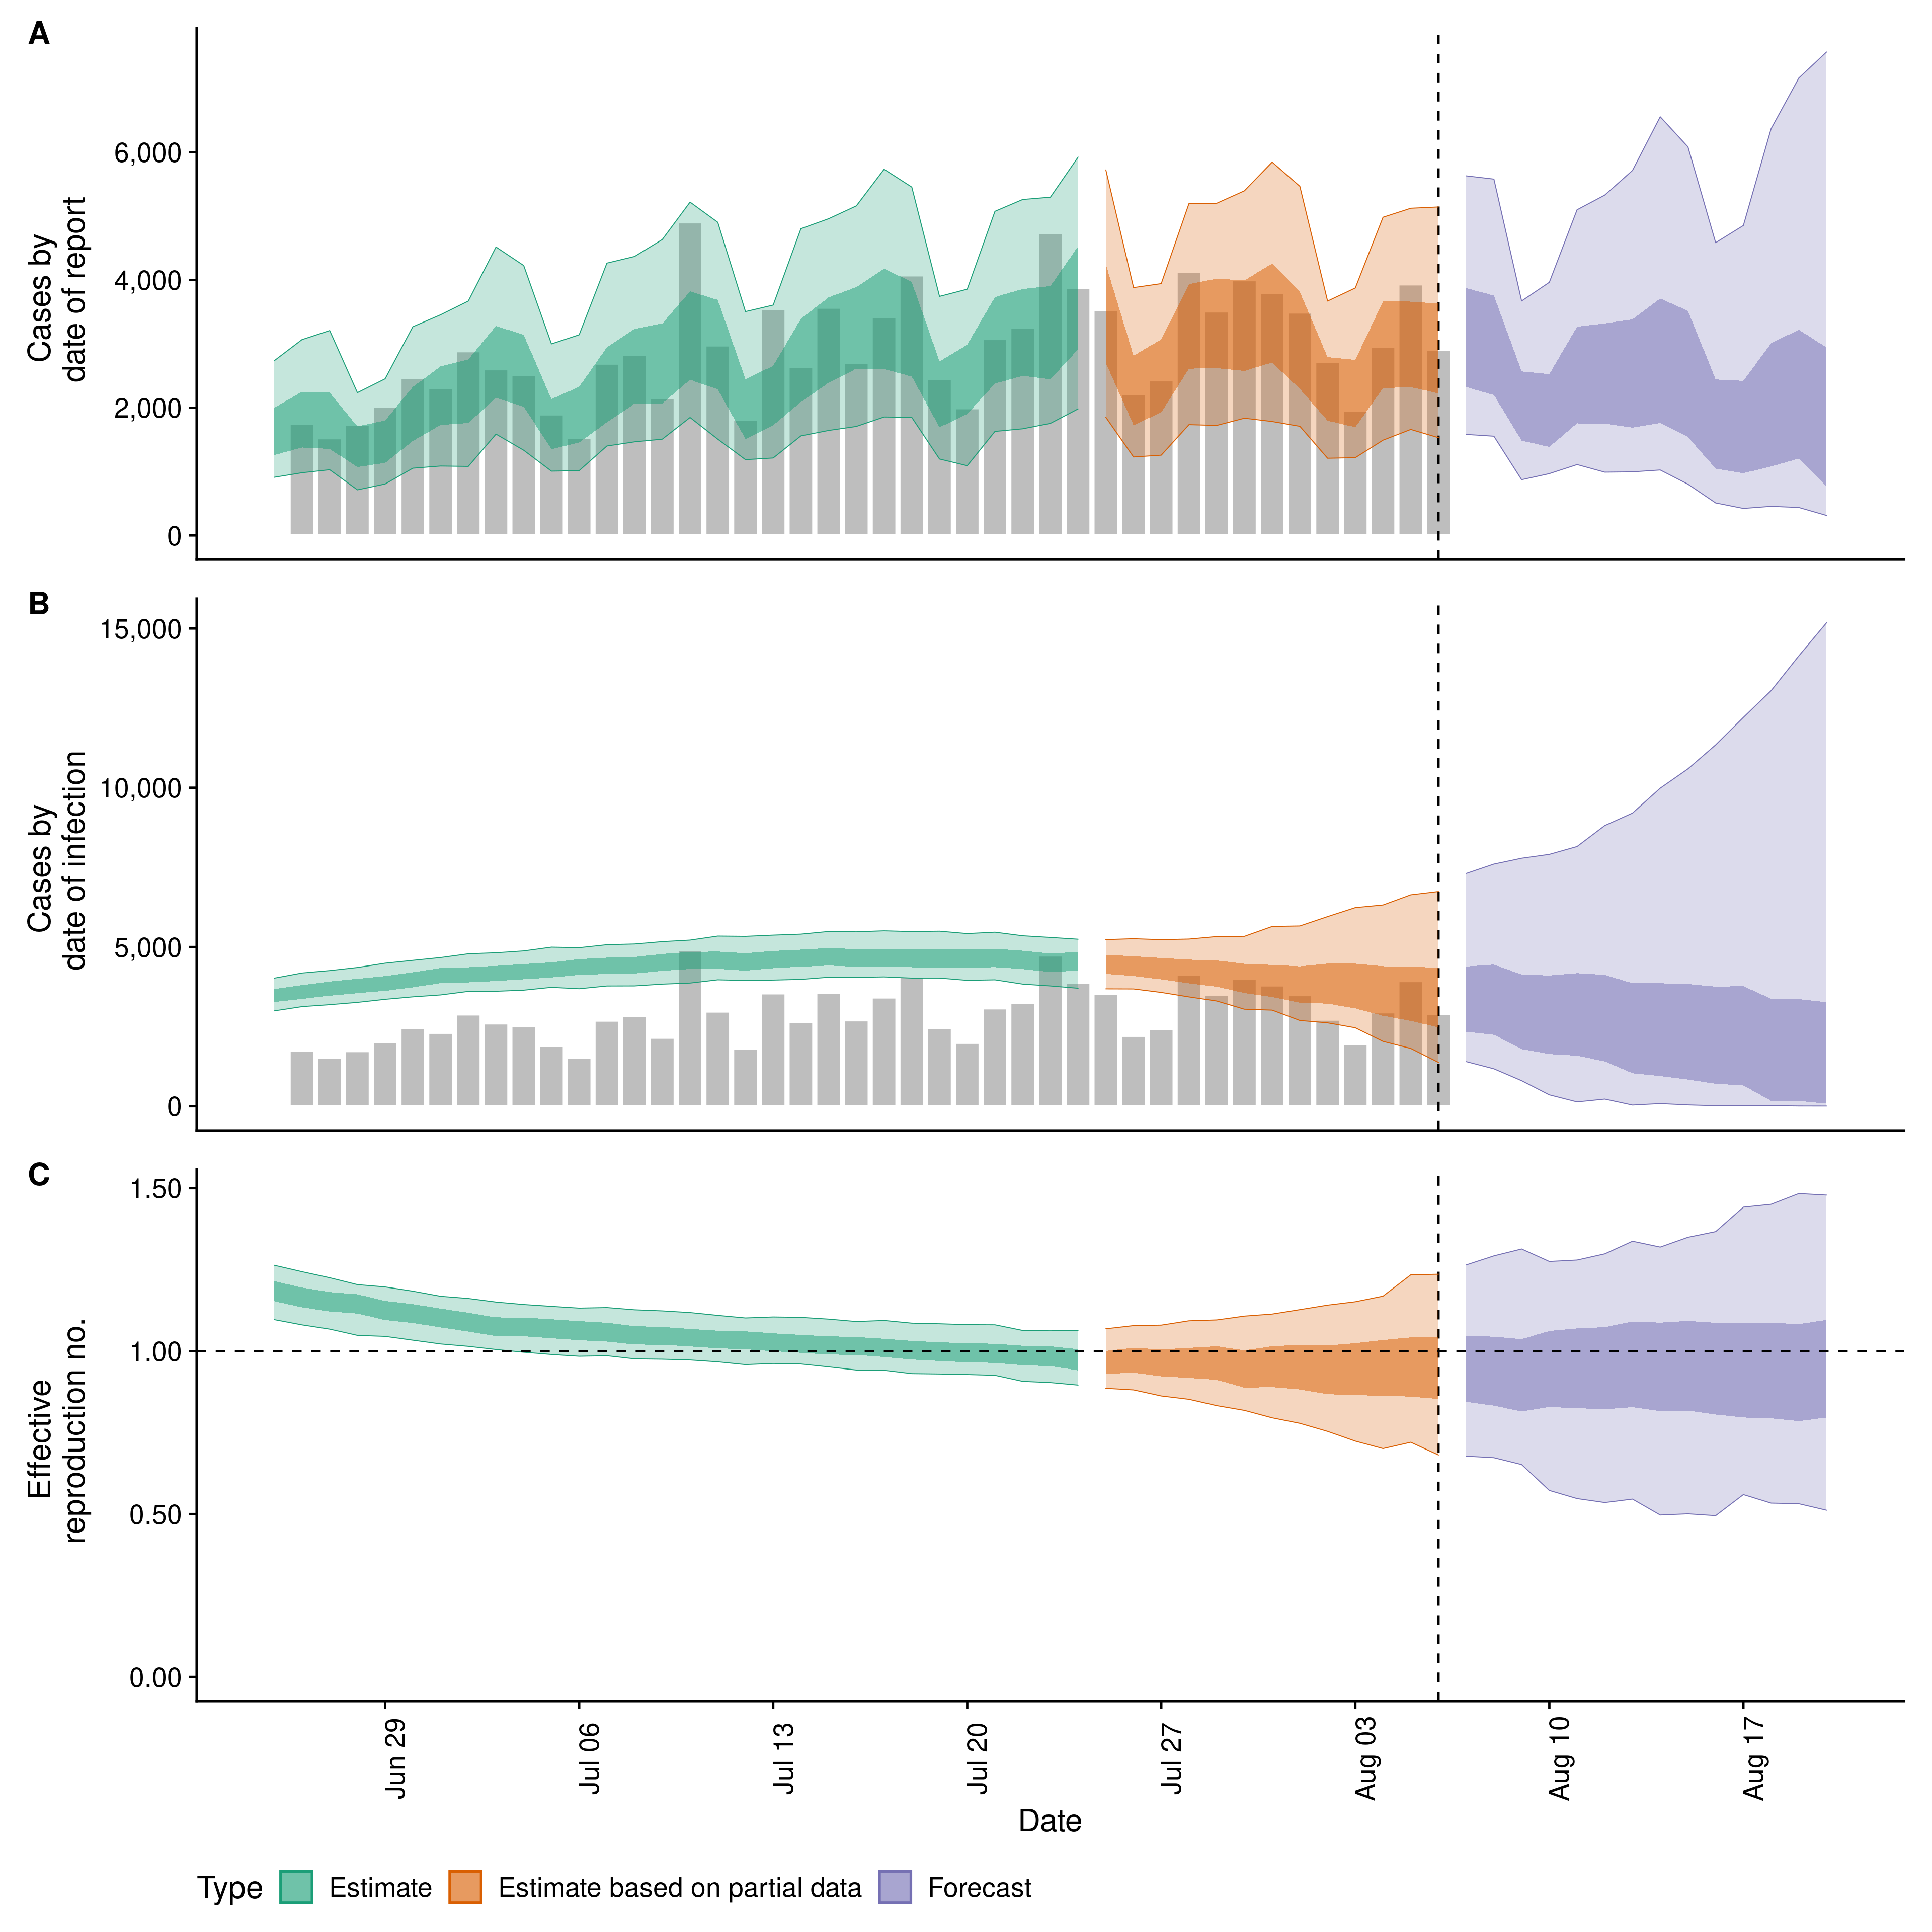 A
Cases by
date of report
6,000
4,000
2,000
0
B
Cases by
date of infection
15,000
10,000
5,000
0
C
Effective
reproduction no.
1.50
1.00
0.50
0.00
Jun 29
Jul 06
Jul 13
Jul 20
Jul 27
Aug 03
Aug 10
Aug 17
Date
Type Estimate Estimate based on partial data Forecast